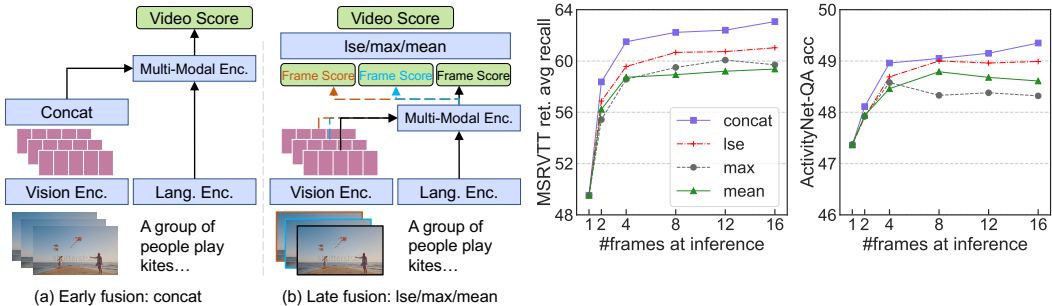 Video Score
Multi-Modal Enc.
Concat
Vision Enc.
Lang. Enc.
A group of
people play
kites…
(a) Early fusion: concat
Video Score
lse/max/mean
Frame Score
Frame Score
Frame Score
Multi-Modal Enc.
Vision Enc.
Lang. Enc.
A group of
people play
kites…
(b) Late fusion: lse/max/mean
MSRVTT ret. avg recall
64
60
56
52
48
concat
lse
max
mean
1 2 4 8 12 16
#frames at inference
ActivityNet-QA acc
50
49
48
47
46
1 2 4 8 12 16
#frames at inference